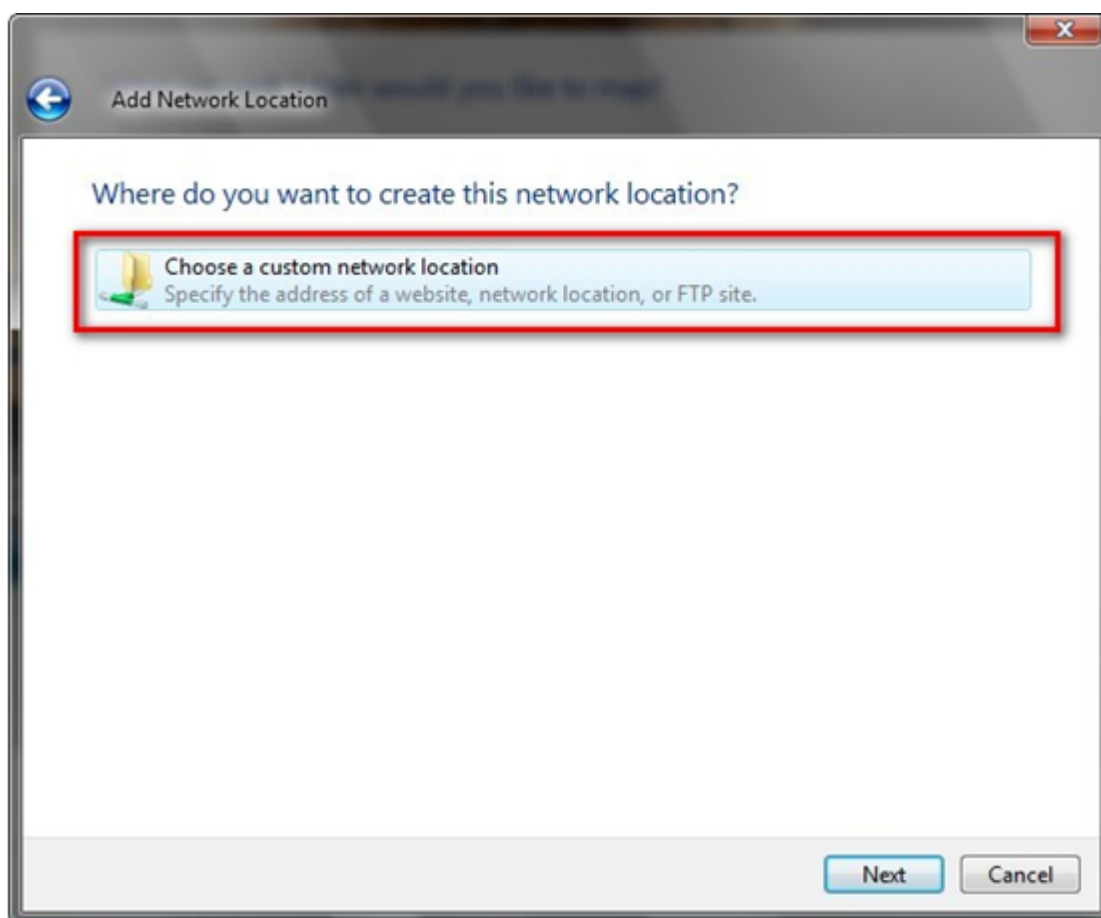 Add Network Location
Where do you want to create this network location?
Choose a custom network location
Specify the address of a website, network location, or FTP site.
Next
Cancel